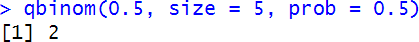 > qbinom(0.5, size = 5, prob = 0.5)
[1] 2